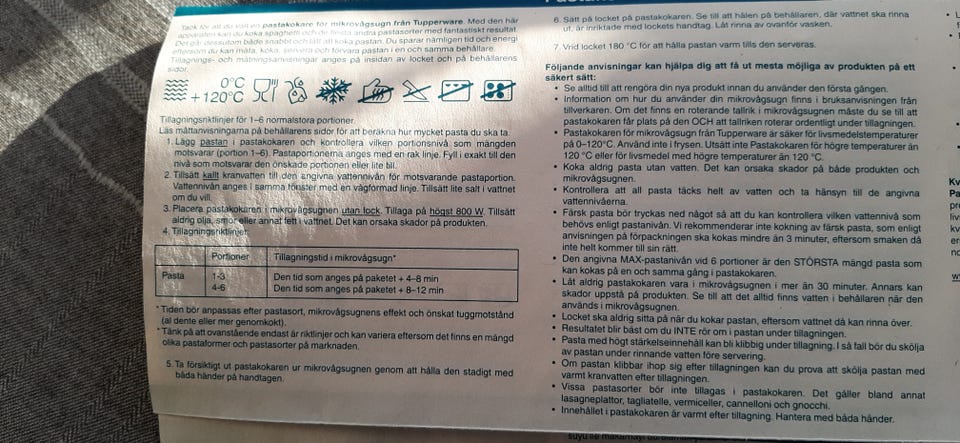 Tack för att du valt en pastakokare för mikrovågsugn från Tupperware. Med den här
apparaten kan du koka spaghetti och de flesta andra pastasorter med fantastiskt resultat.
Det går dessutom både snabbt och lätt att koka pastan. Du sparar nämligen tid och energi
eftersom du kan mäta, koka, servera och förvara pastan i en och samma behållare.
Tillagnings- och mätningsanvisningar anges på insidan av locket och på behållarens
sidor.
0°C
+120°C
Tillagningsriktlinjer för 1–6 normalstora portioner.
Läs måttanvisningarna på behållarens sidor för att beräkna hur mycket pasta du ska ta.
1. Lägg pastan i pastakokaren och kontrollera vilken portionsnivå som mängden
motsvarar (portion 1–6). Pastaportionerna anges med en rak linje. Fyll i exakt till den
nivå som motsvarar den önskade portionen eller lite till.
2. Tillsätt kallt kranvatten till den angivna vattennivån för motsvarande pastaportion.
Vattennivån anges i samma fönster med en vågformad linje. Tillsätt lite salt i vattnet
om du vill.
3. Placera pastakokaren i mikrovågsugnen utan lock. Tillaga på högst 800 W. Tillsätt
aldrig olja, smör eller annat fett i vattnet. Det kan orsaka skador på produkten.
4. Tillagningsriktlinjer:
Portioner Tillagningstid i mikrovågsugn*
Pasta 1-3 Den tid som anges på paketet + 4–8 min
4-6 Den tid som anges på paketet + 8–12 min
*Tiden bör anpassas efter pastasort, mikrovågsugnens effekt och önskat tuggmotstånd
(al dente eller mer genomkokt).
*Tänk på att ovanstående endast är riktlinjer och kan variera eftersom det finns en mängd
olika pastaformer och pastasorter på marknaden.
5. Ta försiktigt ut pastakokaren ur mikrovågsugnen genom att hålla den stadigt med
båda händer på handtagen.
6. Sätt på locket på pastakokaren. Se till att hålen på behållaren, där vattnet ska rinna
ut, är inriktade med lockets handtag. Låt rinna av ovanför vasken.
7. Vrid locket 180 °C för att hålla pastan varm tills den serveras.
Följande anvisningar kan hjälpa dig att få ut mesta möjliga av produkten på ett
säkert sätt:
• Se alltid till att rengöra din nya produkt innan du använder den första gången.
• Information om hur du använder din mikrovågsugn finns i bruksanvisningen från
tillverkaren. Om det finns en roterande tallrik i mikrovågsugnen måste du se till att
pastakokaren får plats på den OCH att tallriken roterar ordentligt under tillagningen.
• Pastakokaren för mikrovågsugn från Tupperware är säker för livsmedelstemperaturer
på 0–120°C. Använd inte i frysen. Utsätt inte Pastakokaren för högre temperaturer än
120 °C eller för livsmedel med högre temperaturer än 120 °C.
• Koka aldrig pasta utan vatten. Det kan orsaka skador på både produkten och
mikrovågsugnen.
• Kontrollera att all pasta täcks helt av vatten och ta hänsyn till de angivna
vattennivåerna.
• Färsk pasta bör tryckas ned något så att du kan kontrollera vilken vattennivå som
behövs enligt pastanivån. Vi rekommenderar inte kokning av färsk pasta, som enligt
anvisningen på förpackningen ska kokas mindre än 3 minuter, eftersom smaken då
inte helt kommer till sin rätt.
• Den angivna MAX-pastanivån vid 6 portioner är den STÖRSTA mängd pasta som
kan kokas på en och samma gång i pastakokaren.
• Låt aldrig pastakokaren vara i mikrovågsugnen i mer än 30 minuter. Annars kan
skador uppstå på produkten. Se till att det alltid finns vatten i behållaren när den
används i mikrovågsugnen.
• Locket ska aldrig sitta på när du kokar pastan, eftersom vattnet då kan rinna över.
• Resultatet blir bäst om du INTE rör om i pastan under tillagningen.
• Pasta med högt stärkelseinnehåll kan bli klibbig under tillagning. I så fall bör du skölja
av pastan under rinnande vatten före servering.
• Om pastan klibbar ihop sig efter tillagningen kan du prova att skölja pastan med
varmt kranvatten efter tillagningen.
• Vissa pastasorter bör inte tillagas i pastakokaren. Det gäller bland annat
lasagneplattor, tagliatelle, vermiceller, cannelloni och gnocchi.
• Innehållet i pastakokaren är varmt efter tillagning. Hantera med båda händer.